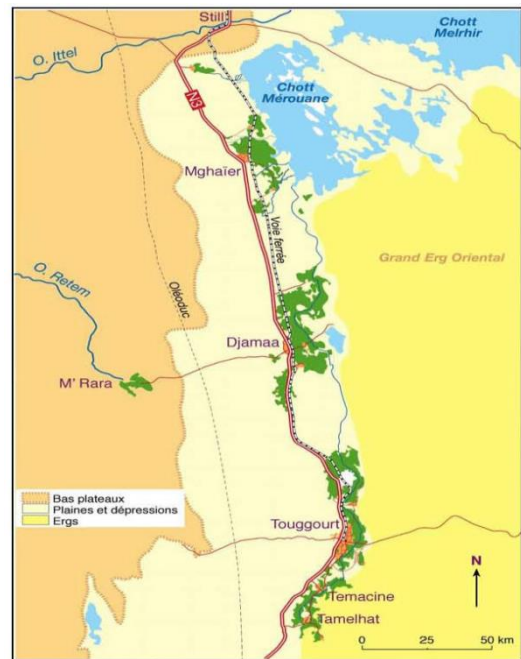 Still
Chott
Melrhir
O. Ittel
N3
Chott
Mérouane
Mghaïer
Voie ferrée
Grand Erg Oriental
O. Retem
Oléoduc
Djamaa
M' Rara
Bas plateaux
Plaines et dépressions
Ergs
Touggourt
N
Temacine
Tamelhat
0 25 50 km